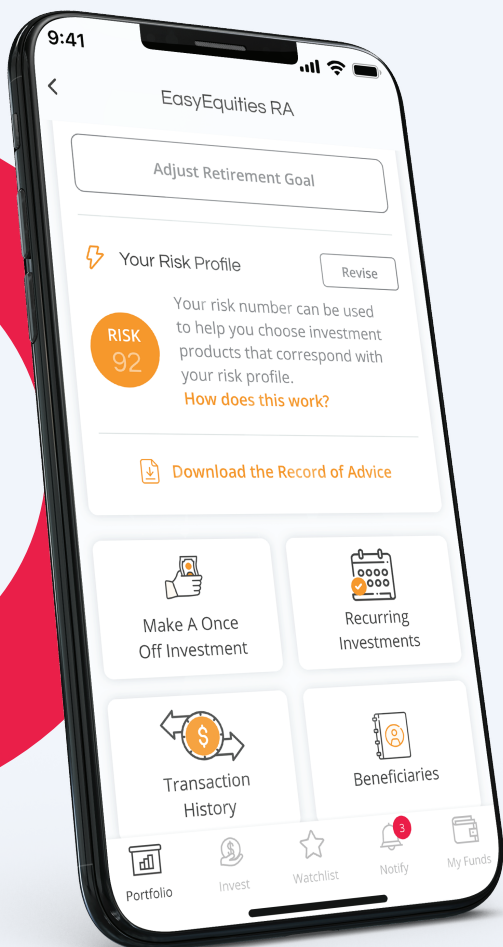 9:41
EasyEquities RA
Adjust Retirement Goal
Your Risk Profile
Revise
RISK
92
Your risk number can be used
to help you choose investment
products that correspond with
your risk profile.
How does this work?
Download the Record of Advice
Make A Once
Off Investment
Recurring
Investments
Transaction
History
Beneficiaries
3
Portfolio
Invest
Watchlist
Notify
My Funds